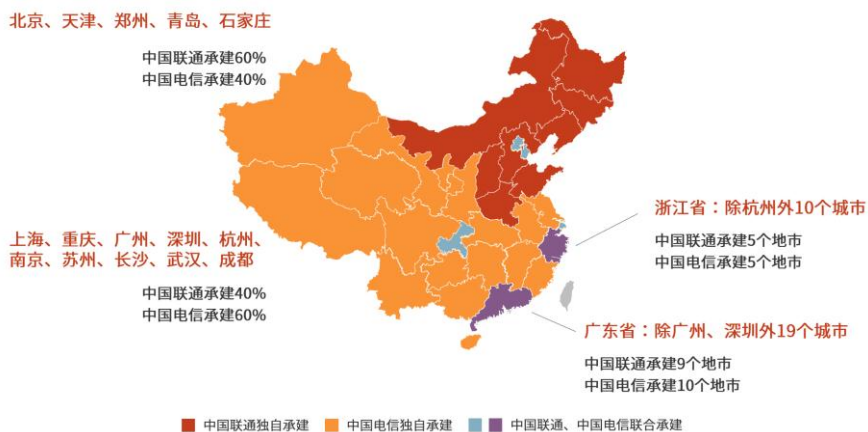 北京、天津、郑州、青岛、石家庄
中国联通承建60%
中国电信承建40%
上海、重庆、广州、深圳、杭州、
南京、苏州、长沙、武汉、成都
中国联通承建40%
中国电信承建60%
浙江省：除杭州外10个城市
中国联通承建5个地市
中国电信承建5个地市
广东省：除广州、深圳外19个城市
中国联通承建9个地市
中国电信承建10个地市
中国联通独自承建
中国电信独自承建
中国联通、中国电信联合承建